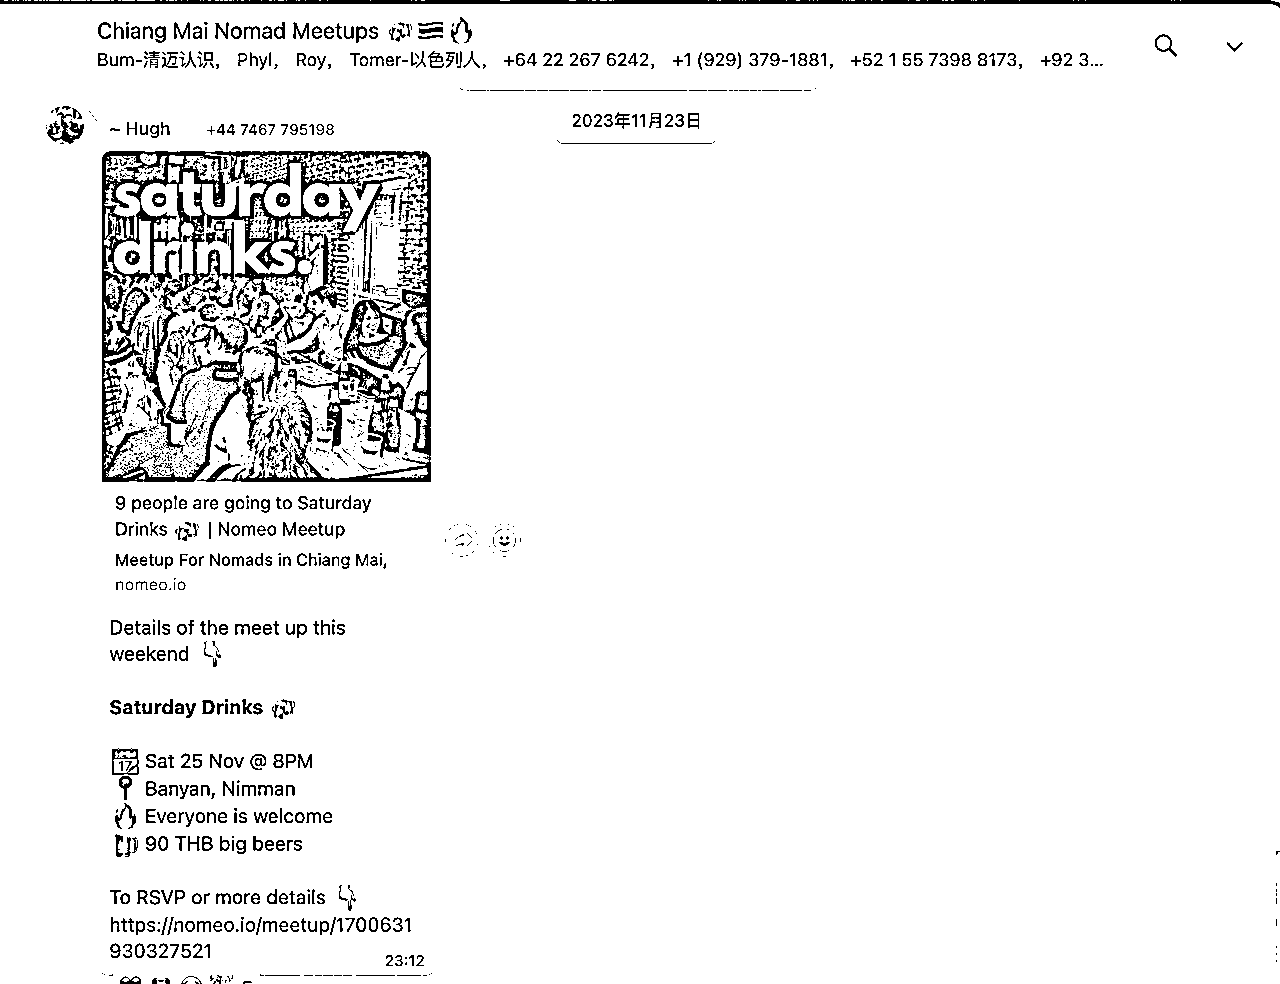 Chiang Mai Nomad Meetups
Bum-清迈认识, Phyl, Roy, Tomer-以色列人, +64 22 267 6242, +1 (929) 379-1881, +52 1 55 7398 8173, +92 3...
2023年11月23日
~ Hugh +44 7467 795198
saturday
drinks.
9 people are going to Saturday
Drinks | Nomeo Meetup
Meetup For Nomads in Chiang Mai,
nomeo.io
Details of the meet up this
weekend
Saturday Drinks
Sat 25 Nov @ 8PM
Banyan, Nimman
Everyone is welcome
90 THB big beers
To RSVP or more details
https://nomeo.io/meetup/1700631
930327521
23:12